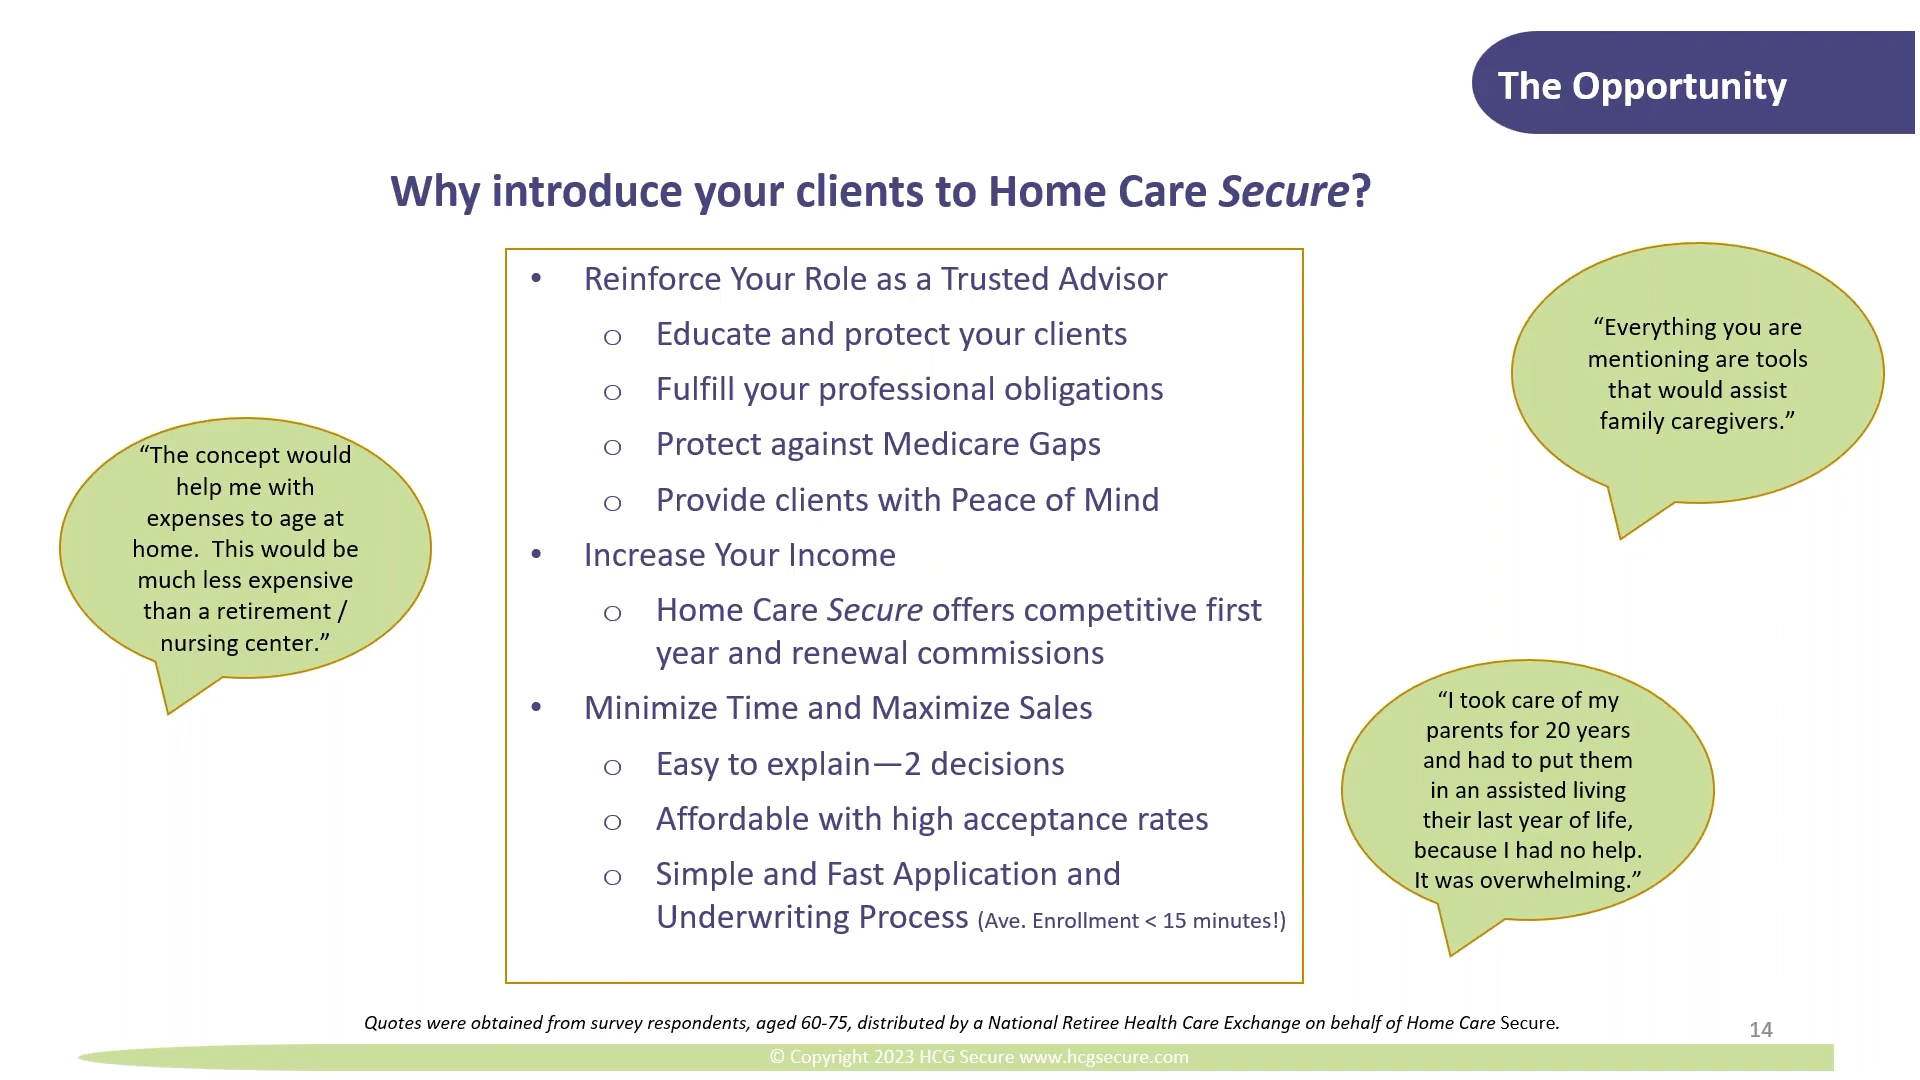 The Opportunity
Why introduce your clients to Home Care Secure?
• Reinforce Your Role as a Trusted Advisor
o Educate and protect your clients
o Fulfill your professional obligations
o Protect against Medicare Gaps
o Provide clients with Peace of Mind
• Increase Your Income
o Home Care Secure offers competitive first
year and renewal commissions
• Minimize Time and Maximize Sales
o Easy to explain—2 decisions
o Affordable with high acceptance rates
o Simple and Fast Application and
Underwriting Process (Ave. Enrollment < 15 minutes!)
“The concept would
help me with
expenses to age at
home.  This would be
much less expensive
than a retirement /
nursing center.”
“Everything you are
mentioning are tools
that would assist
family caregivers.”
“I took care of my
parents for 20 years
and had to put them
in an assisted living
their last year of life,
because I had no help.
It was overwhelming.”
Quotes were obtained from survey respondents, aged 60-75, distributed by a National Retiree Health Care Exchange on behalf of Home Care Secure.
14
© Copyright 2023 HCG Secure www.hcgsecure.com